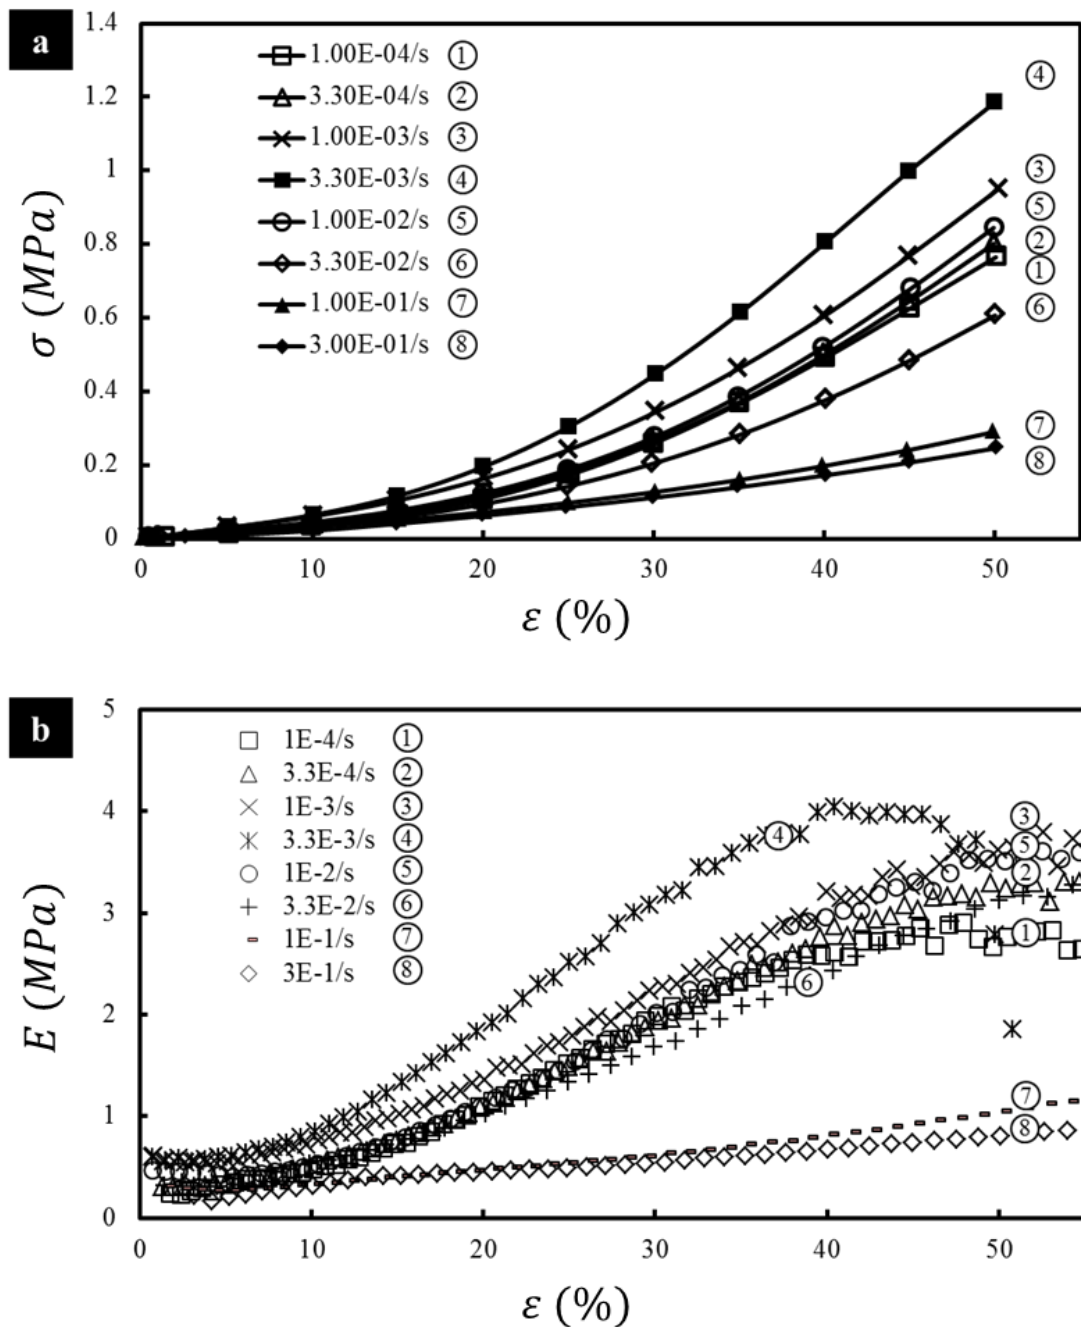 a
σ (MPa)
1.4
1.2
1
0.8
0.6
0.4
0.2
0
1.00E-04/s ①
3.30E-04/s ②
1.00E-03/s ③
3.30E-03/s ④
1.00E-02/s ⑤
3.30E-02/s ⑥
1.00E-01/s ⑦
3.00E-01/s ⑧
④
③
⑤
②
①
⑥
⑦
⑧
0 10 20 30 40 50
ε (%)
b
E (MPa)
5
4
3
2
1
0
1E-4/s ①
3.3E-4/s ②
1E-3/s ③
3.3E-3/s ④
1E-2/s ⑤
3.3E-2/s ⑥
1E-1/s ⑦
3E-1/s ⑧
④
③
⑤
②
①
⑥
⑦
⑧
0 10 20 30 40 50
ε (%)